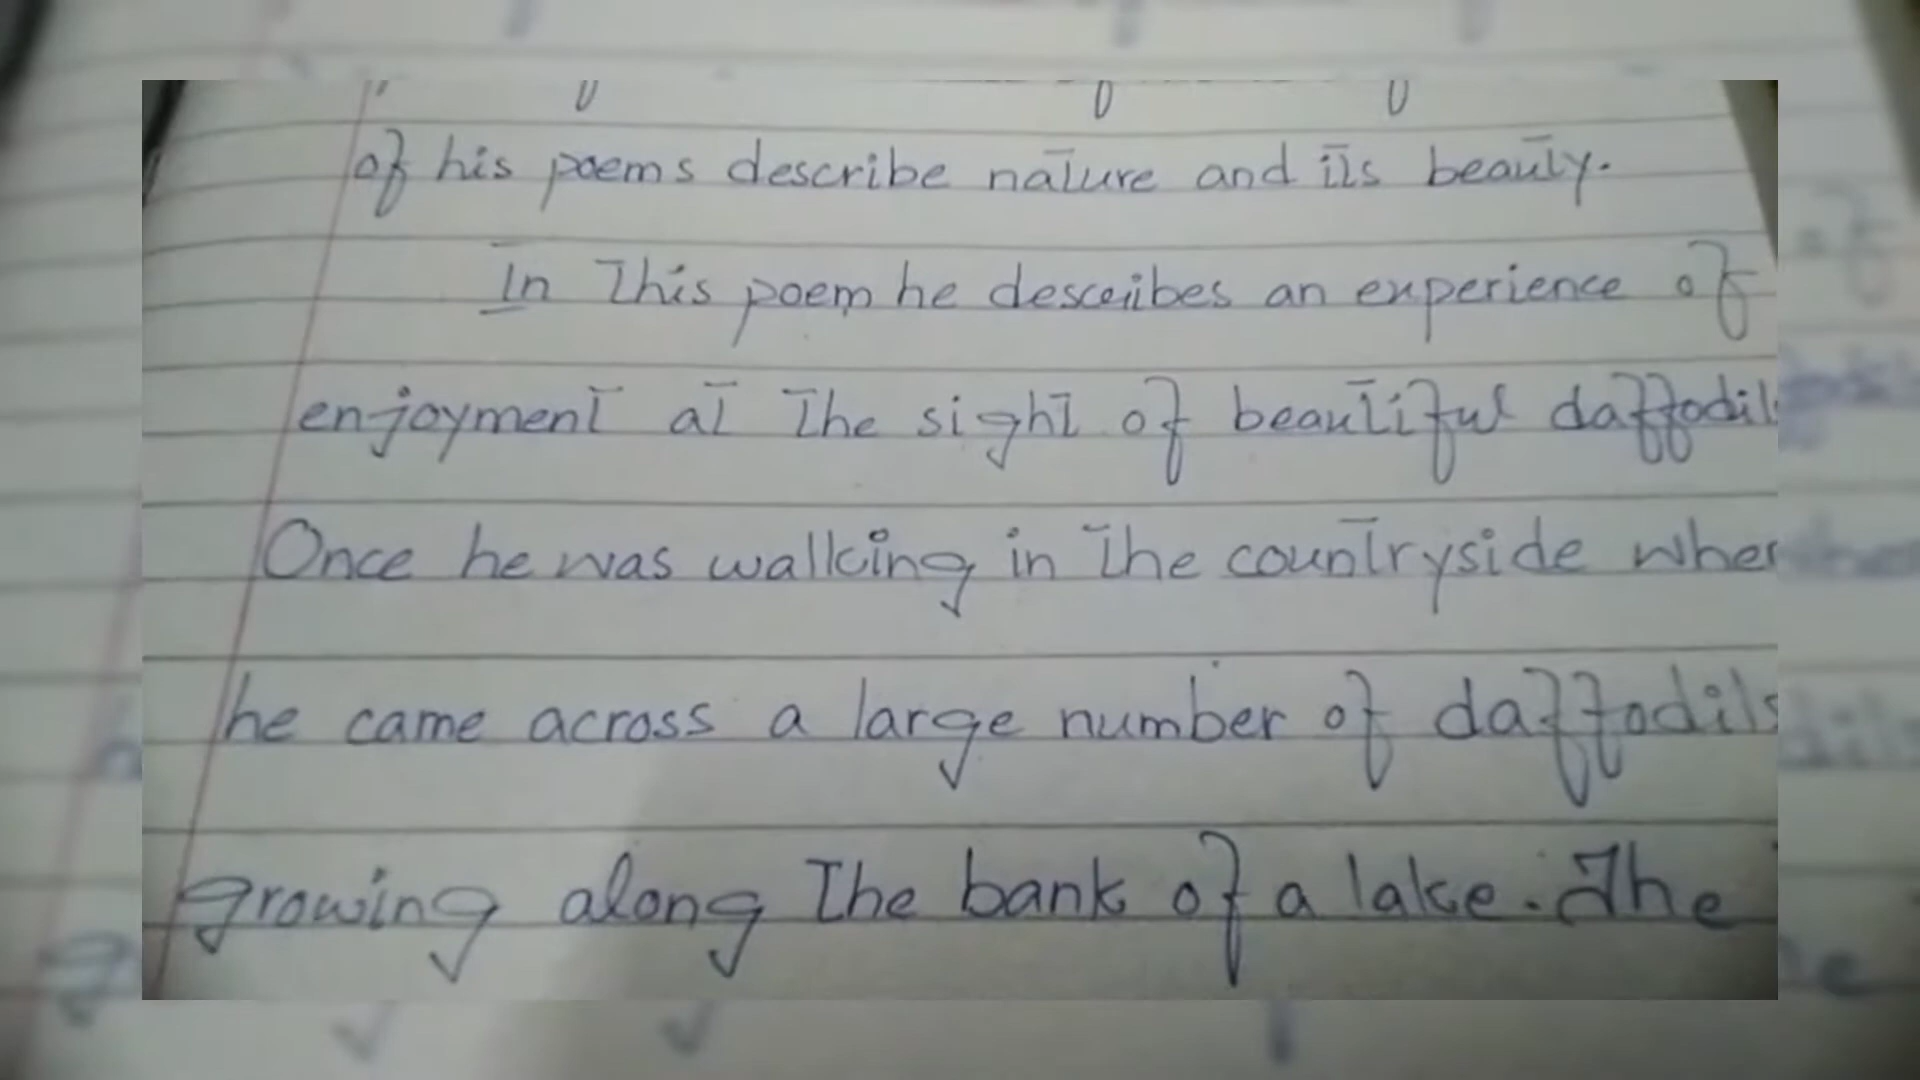 of his poems describe nature and its beauty.
In this poem he describes an experience of
enjoyment at the sight of beautiful daffodils
Once he was walking in the countryside when
he came across a large number of daffodils
growing along the bank of a lake. The